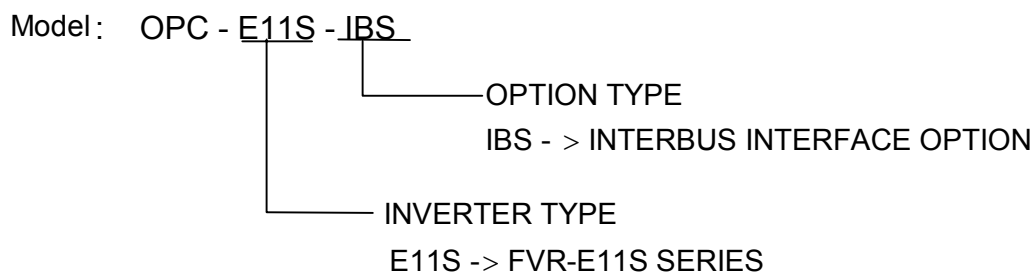 Model: OPC - E11S - IBS
OPTION TYPE
IBS - > INTERBUS INTERFACE OPTION
INVERTER TYPE
E11S -> FVR-E11S SERIES